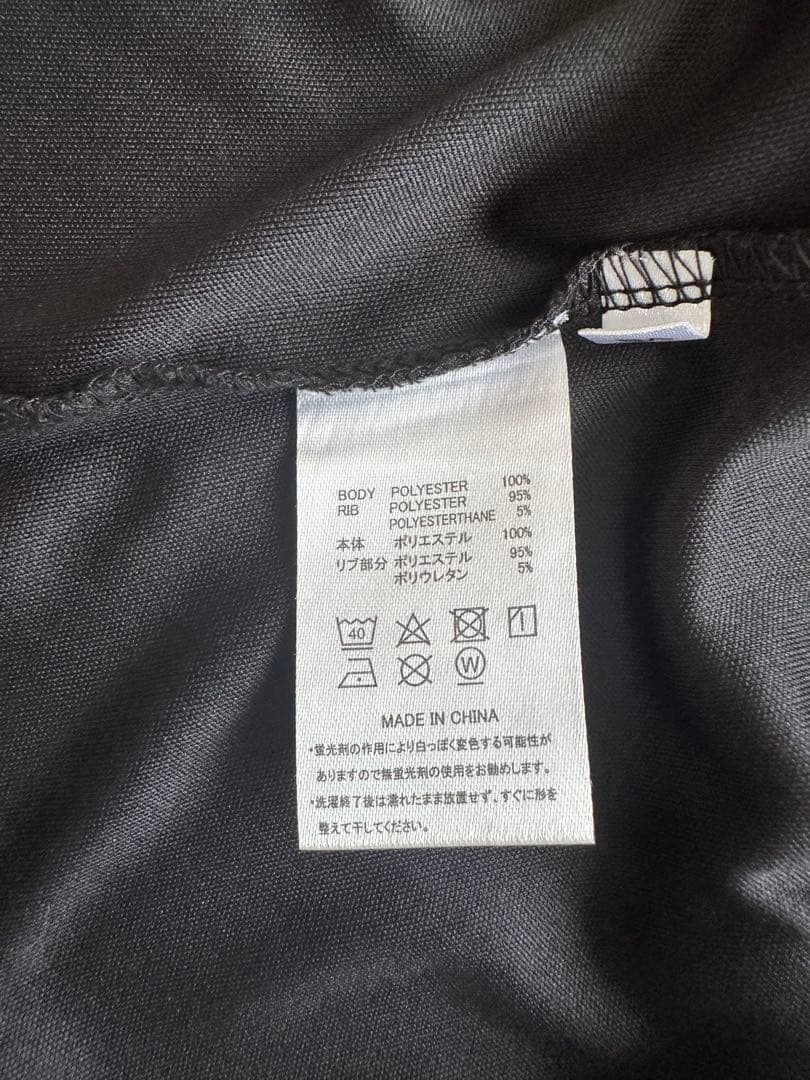 BODY POLYESTER 100%
RIB POLYESTER 95%
POLYESTERTHANE 5%
本体 ポリエステル 100%
リブ部分 ポリエステル 95%
ポリウレタン 5%
40
W
MADE IN CHINA
・蛍光剤の作用により白っぽく変色する可能性が
ありますので無蛍光剤の使用をお勧めします。
・洗濯終了後は濡れたまま放置せず、すぐに形を
整えて干してください。